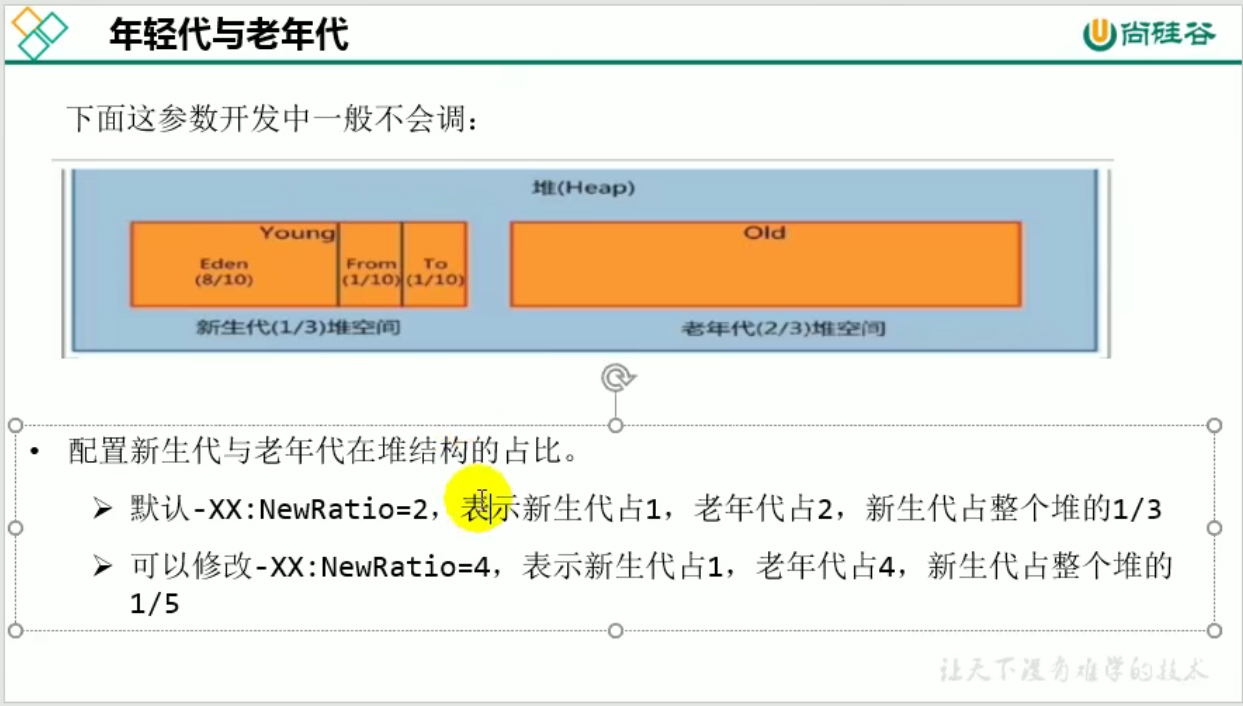 年轻代与老年代
尚硅谷
下面这参数开发中一般不会调：
堆(Heap)
Young
Eden
(8/10)
From
(1/10)
To
(1/10)
新生代(1/3)堆空间
Old
老年代(2/3)堆空间
• 配置新生代与老年代在堆结构的占比。
➢ 默认-XX:NewRatio=2，表示新生代占1，老年代占2，新生代占整个堆的1/3
➢ 可以修改-XX:NewRatio=4，表示新生代占1，老年代占4，新生代占整个堆的
1/5
让天下没有难学的技术